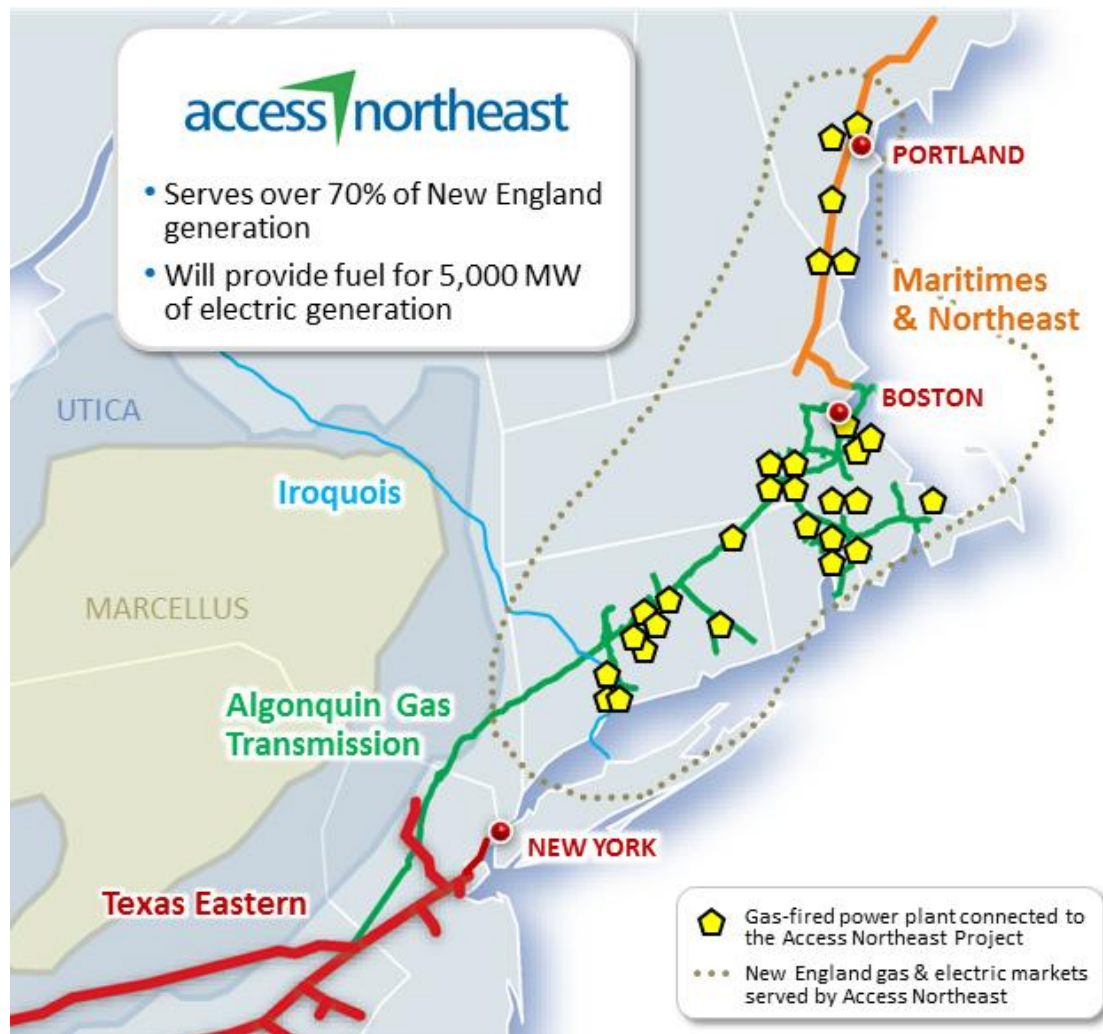 access northeast
• Serves over 70% of New England
generation
• Will provide fuel for 5,000 MW
of electric generation
PORTLAND
Maritimes
& Northeast
BOSTON
UTICA
Iroquois
MARCELLUS
Algonquin Gas
Transmission
NEW YORK
Texas Eastern
Gas-fired power plant connected to
the Access Northeast Project
New England gas & electric markets
served by Access Northeast